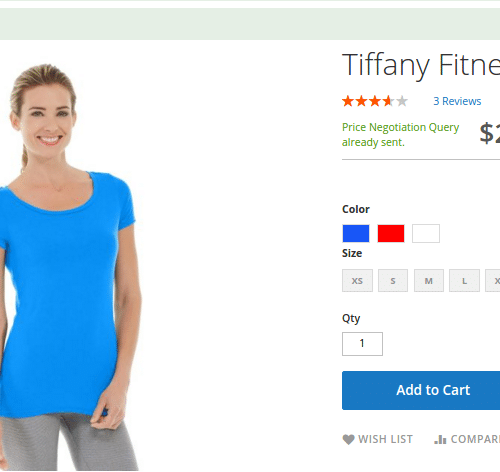 Tiffany Fitne
3 Reviews
Price Negotiation Query
already sent.
$2
Color
Size
XS S M L X
Qty
1
Add to Cart
WISH LIST COMPAR